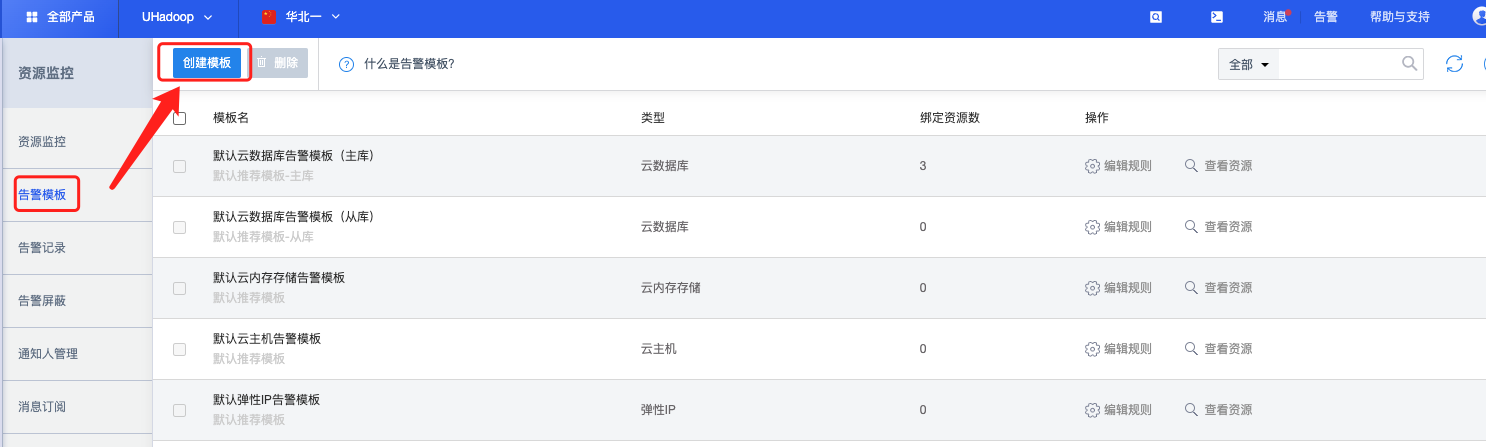 全部产品 UHadoop 华北一 消息 告警 帮助与支持
资源监控 创建模板 删除 ? 什么是告警模板? 全部
模板名 类型 绑定资源数 操作
资源监控
默认云数据库告警模板（主库） 云数据库 3 编辑规则 查看资源
默认推荐模板-主库
告警模板
默认云数据库告警模板（从库） 云数据库 0 编辑规则 查看资源
默认推荐模板-从库
告警记录
默认云内存存储告警模板 云内存存储 0 编辑规则 查看资源
默认推荐模板
告警屏蔽
默认云主机告警模板 云主机 0 编辑规则 查看资源
默认推荐模板
通知人管理
默认弹性IP告警模板 弹性IP 0 编辑规则 查看资源
默认推荐模板
消息订阅